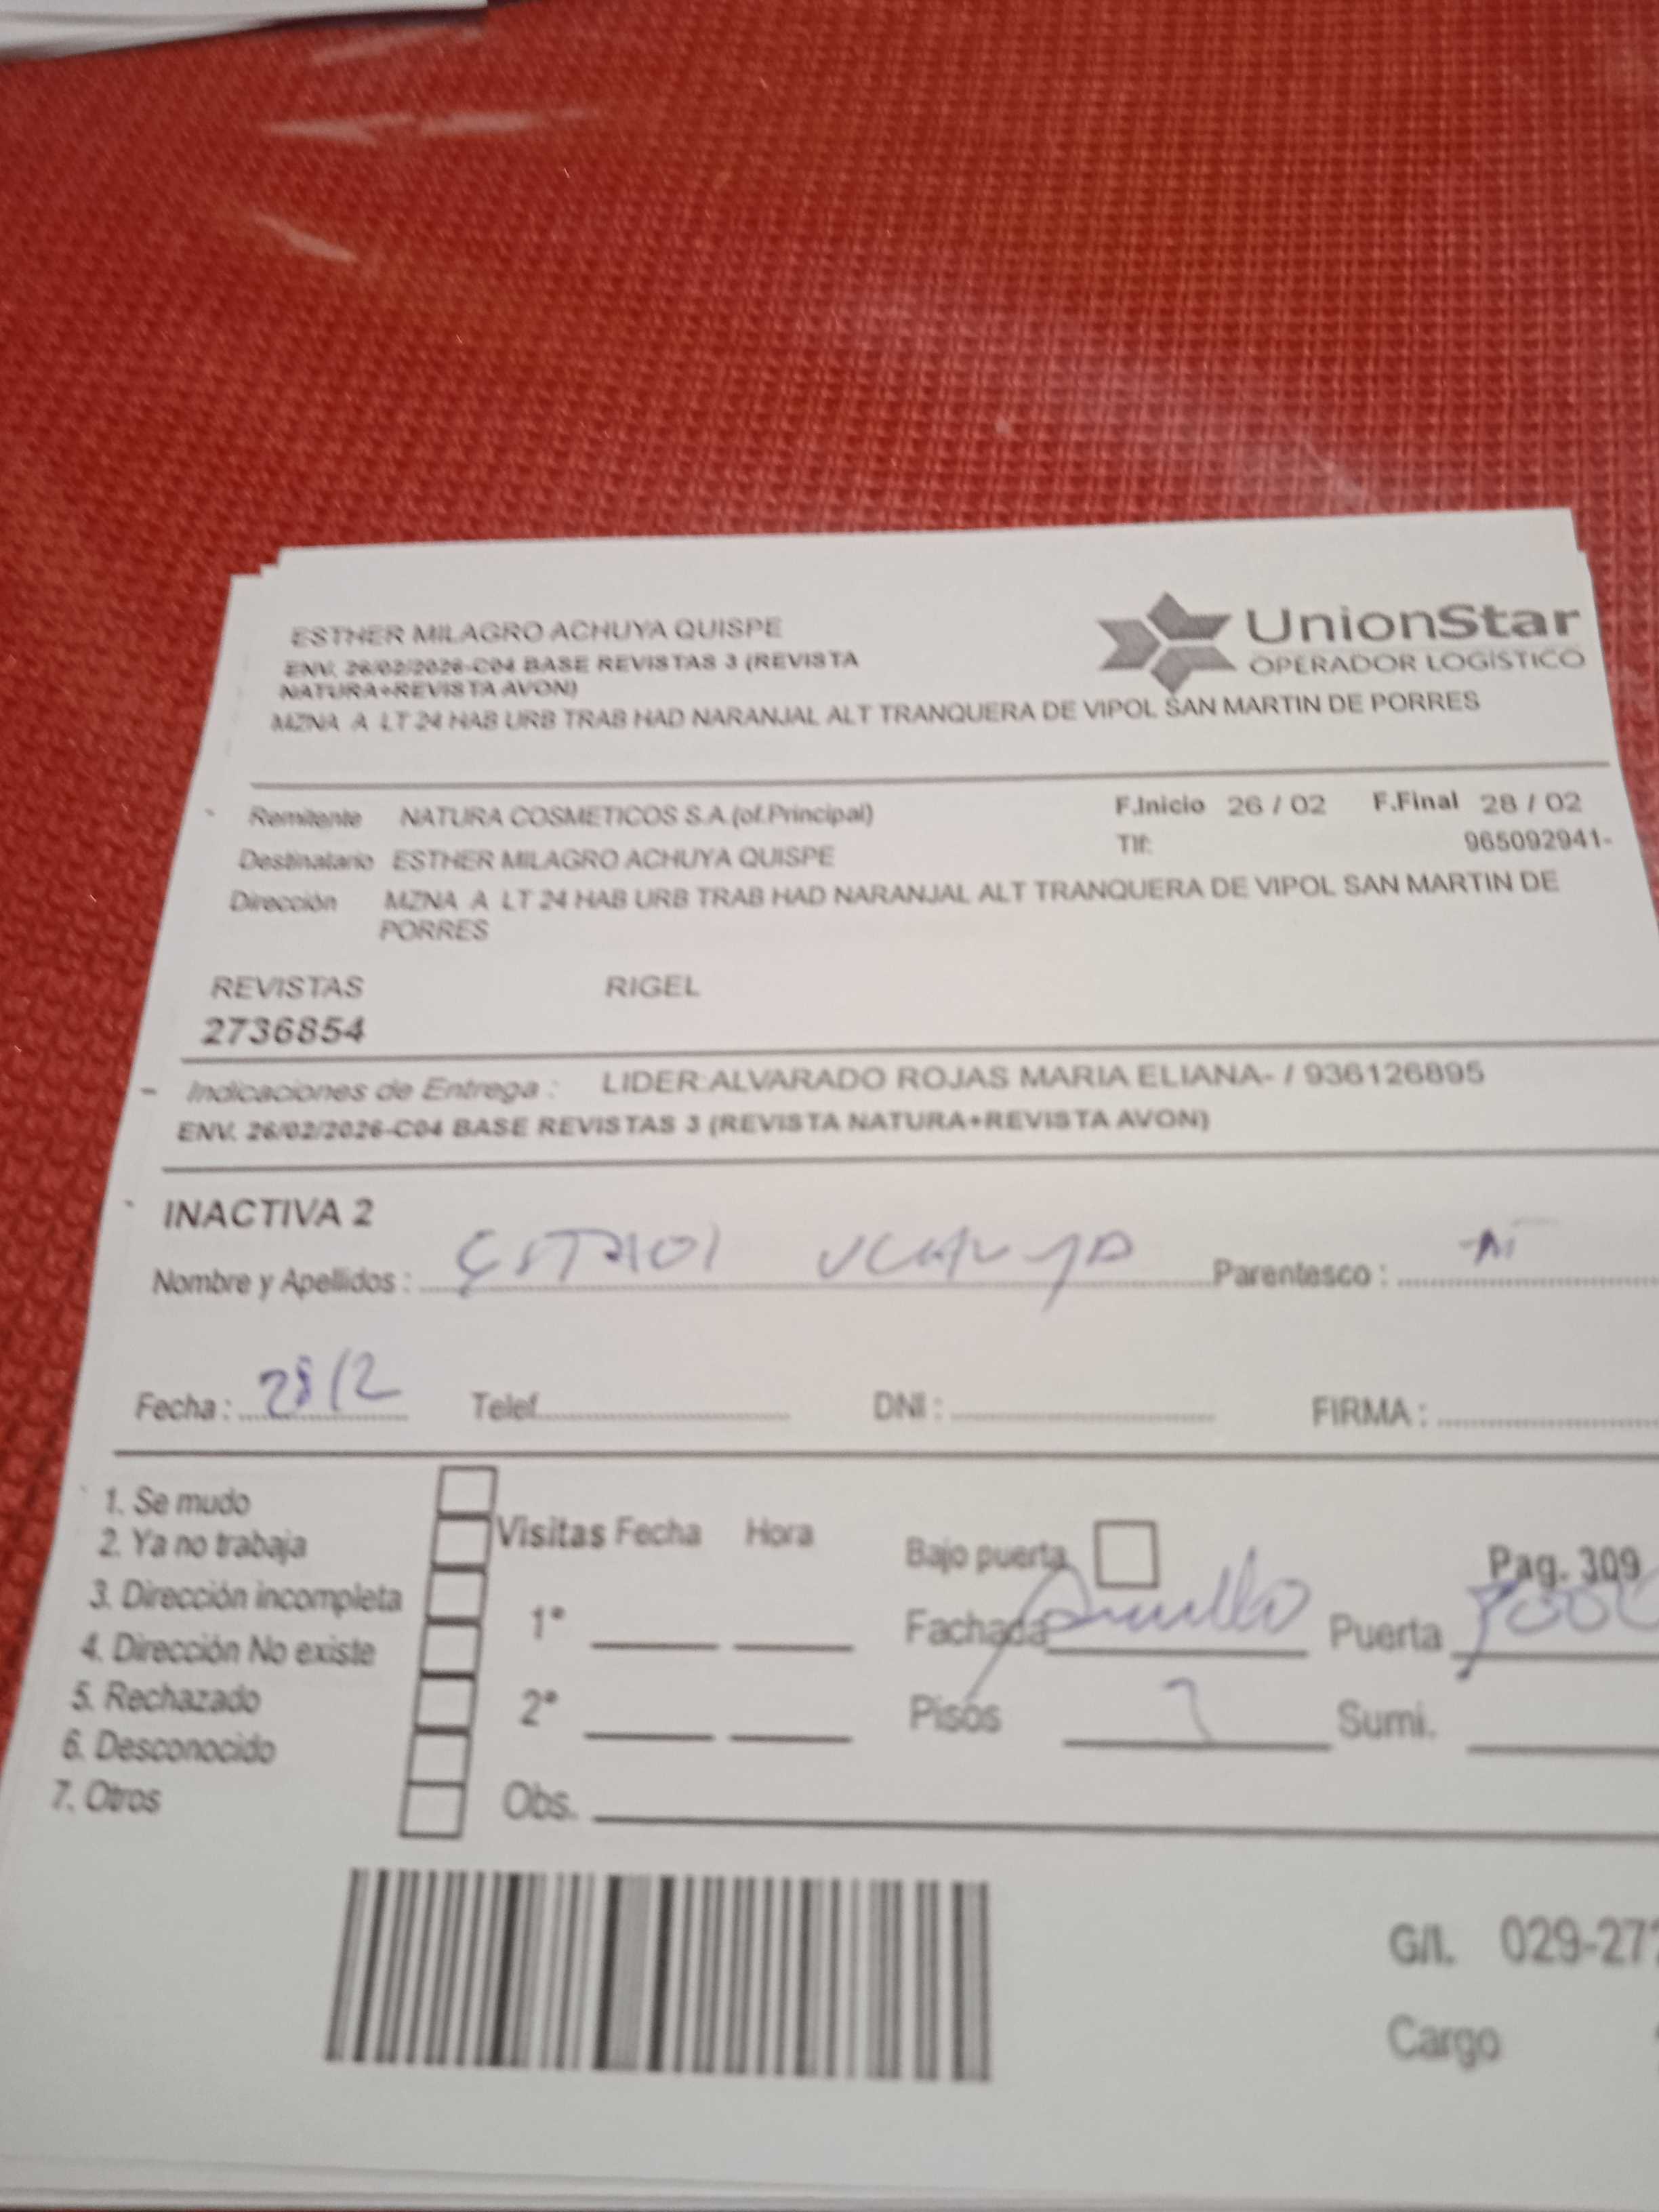 ESTHER MILAGRO ACHUYA QUISPE
ENV. 26/02/2026-C04 BASE REVISTAS 3 (REVISTA
NATURA+REVISTA AVON)
MZNA A LT 24 HAB URB TRAB HAD NARANJAL ALT TRANQUERA DE VIPOL SAN MARTIN DE PORRES
UnionStar
OPERADOR LOGÍSTICO
Remitente NATURA COSMETICOS S.A.(of.Principal) F.Inicio 26 / 02 F.Final 28 / 02
Destinatario ESTHER MILAGRO ACHUYA QUISPE Tlf: 965092941-
Dirección MZNA A LT 24 HAB URB TRAB HAD NARANJAL ALT TRANQUERA DE VIPOL SAN MARTIN DE
PORRES
REVISTAS RIGEL
2736854
Indicaciones de Entrega : LIDER:ALVARADO ROJAS MARIA ELIANA- / 936126895
ENV. 26/02/2026-C04 BASE REVISTAS 3 (REVISTA NATURA+REVISTA AVON)
INACTIVA 2
Nombre y Apellidos : Parentesco :
Fecha : 28/2 Telef. DNI : FIRMA :
1. Se mudo
2. Ya no trabaja
3. Dirección incompleta
4. Dirección No existe
5. Rechazado
6. Desconocido
7. Otros
Visitas Fecha Hora
1°
2°
Obs.
Bajo puerta Pag. 309
Fachada Puerta
Pisos Sumi.
G/I. 029-27
Cargo